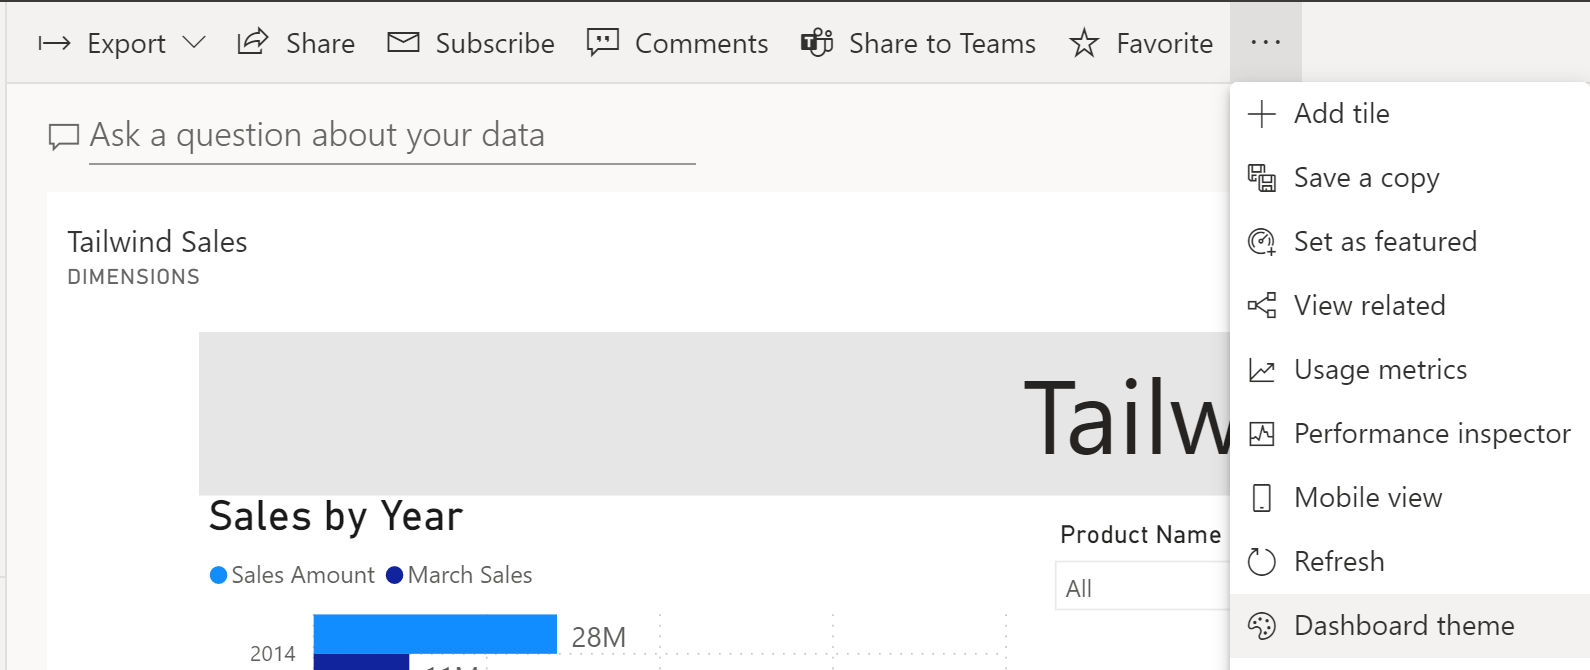 Export Share Subscribe Comments Share to Teams Favorite ...
Ask a question about your data
Tailwind Sales
DIMENSIONS
Sales by Year
Sales Amount March Sales
2014
28M
Product Name
All
Add tile
Save a copy
Set as featured
View related
Usage metrics
Performance inspector
Mobile view
Refresh
Dashboard theme